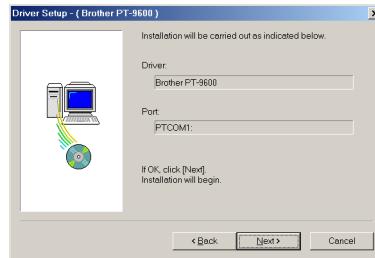 Driver Setup - ( Brother PT-9600 )
Installation will be carried out as indicated below.
Driver:
Brother PT-9600
Port:
PTCOM1:
If OK, click [Next].
Installation will begin.
< Back
Next >
Cancel